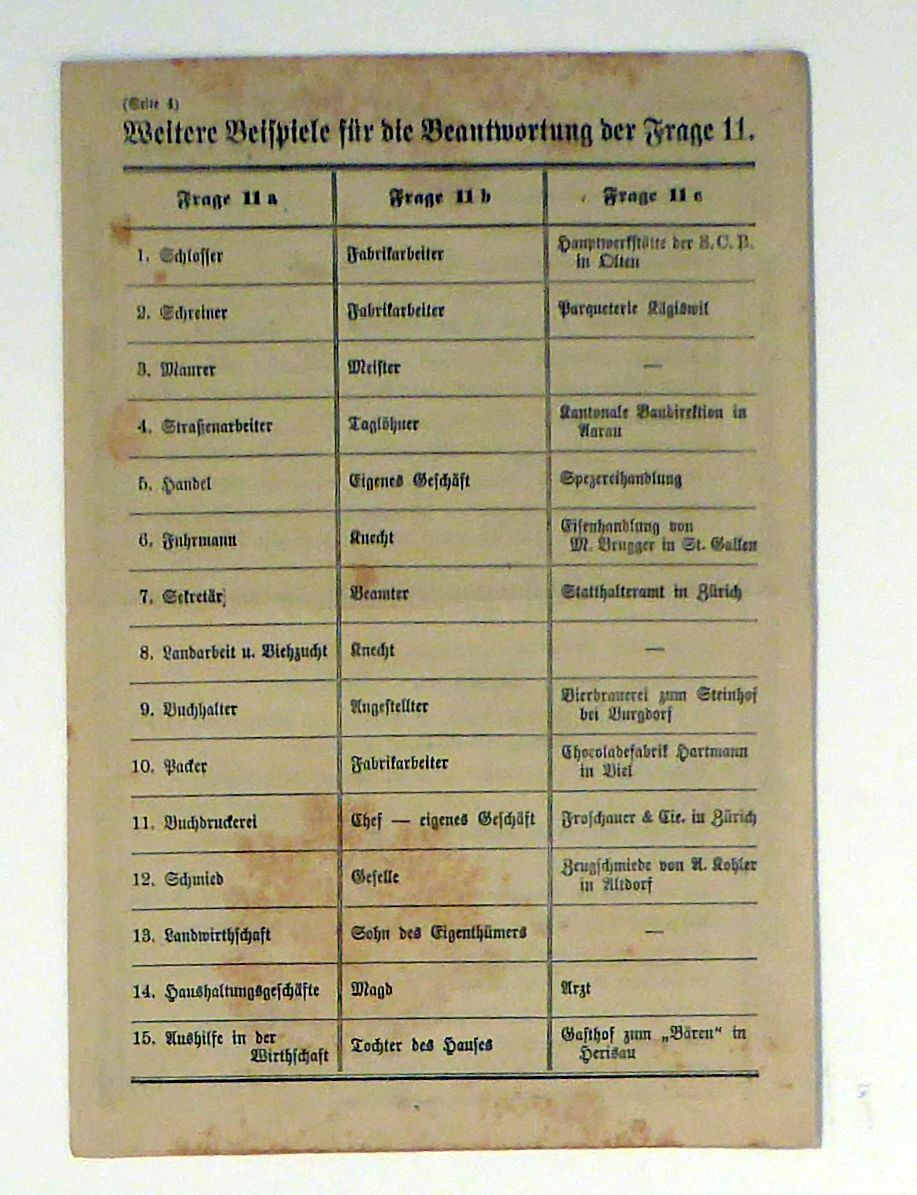 (Seite 4)
Weitere Beispiele für die Beantwortung der Frage 11.
Frage 11 a Frage 11 b Frage 11 c
1. Schlosser Fabrikarbeiter Hauptwerkstätte der S. C. B.
in Olten
2. Schreiner Fabrikarbeiter Parqueterie Kägiswil
3. Maurer Meister —
4. Straßenarbeiter Taglöhner Kantonale Baudirektion in
Aarau
5. Handel Eigenes Geschäft Spezereihandlung
6. Fuhrmann Knecht Eisenhandlung von
M. Brugger in St. Gallen
7. Sekretär Beamter Statthalteramt in Zürich
8. Landarbeit u. Viehzucht Knecht —
9. Buchhalter Angestellter Bierbrauerei zum Steinhof
bei Burgdorf
10. Packer Fabrikarbeiter Chocoladefabrik Hartmann
in Biel
11. Buchdruckerei Chef — eigenes Geschäft Froschauer & Cie. in Zürich
12. Schmied Geselle Zeugschmiede von A. Kohler
in Altdorf
13. Landwirthschaft Sohn des Eigenthümers —
14. Haushaltungsgeschäfte Magd Arzt
15. Aushilfe in der
Wirthschaft Tochter des Hauses Gasthof zum „Bären“ in
Herisau